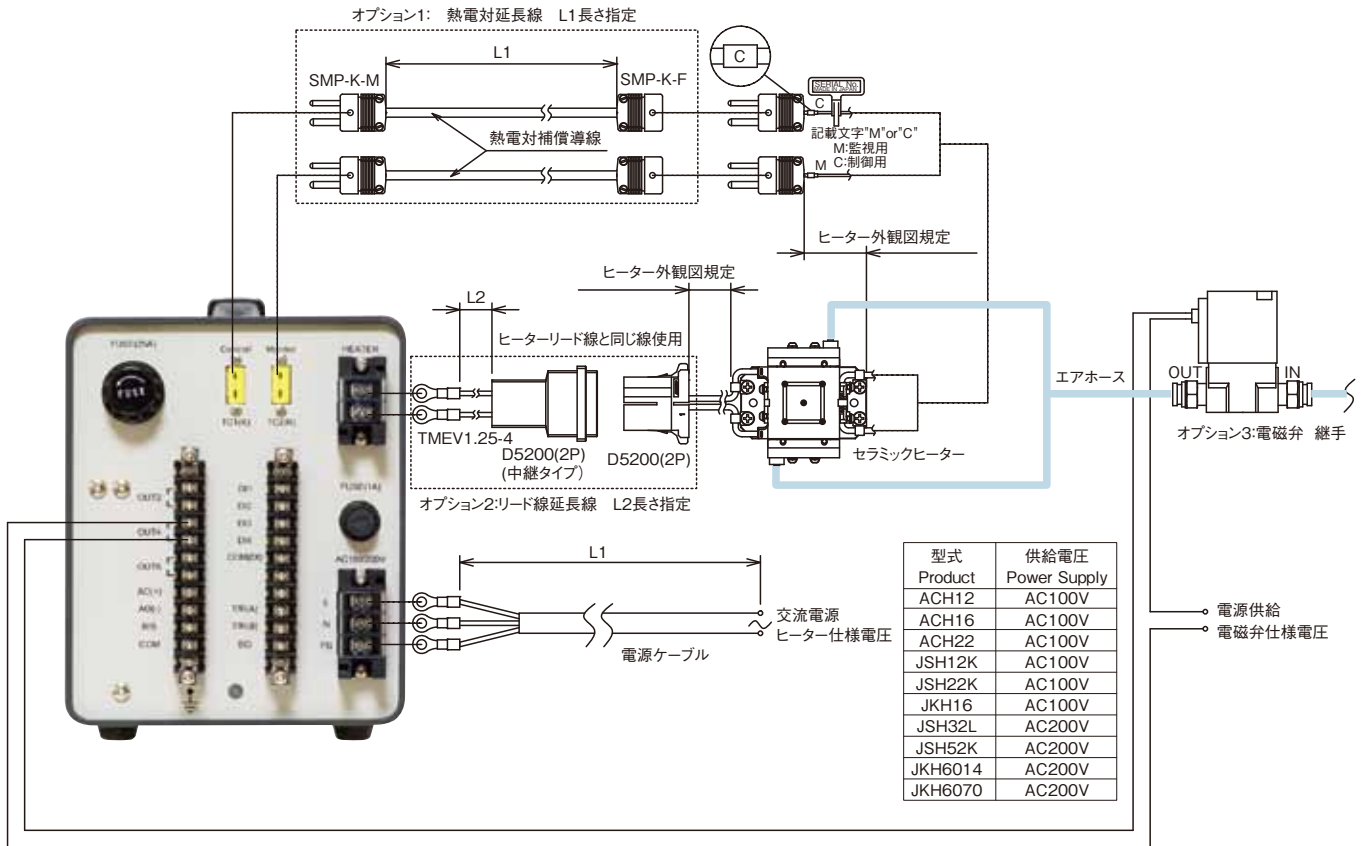 オプション1： 熱電対延長線 L1長さ指定
L1
SMP-K-M
SMP-K-F
熱電対補償導線
C
SERIAL No.
MADE IN JAPAN
C
記載文字"M"or"C"
M:監視用
C:制御用
M
ヒーター外観図規定
ヒーター外観図規定
L2
ヒーターリード線と同じ線使用
TMEV1.25-4
D5200(2P)
(中継タイプ)
D5200(2P)
オプション2:リード線延長線 L2長さ指定
セラミックヒーター
エアホース
OUT
IN
オプション3:電磁弁 継手
FUSE(25A)
FUSE
Control
Monitor
HEATER
FUSE(1A)
OUT2
OUT4
COM
L
N
L1
交流電源
ヒーター仕様電圧
電源ケーブル
型式 供給電圧
Product Power Supply
ACH12 AC100V
ACH16 AC100V
ACH22 AC100V
JSH12K AC100V
JSH22K AC100V
JKH16 AC100V
JSH32L AC200V
JSH52K AC200V
JKH6014 AC200V
JKH6070 AC200V
電源供給
電磁弁仕様電圧